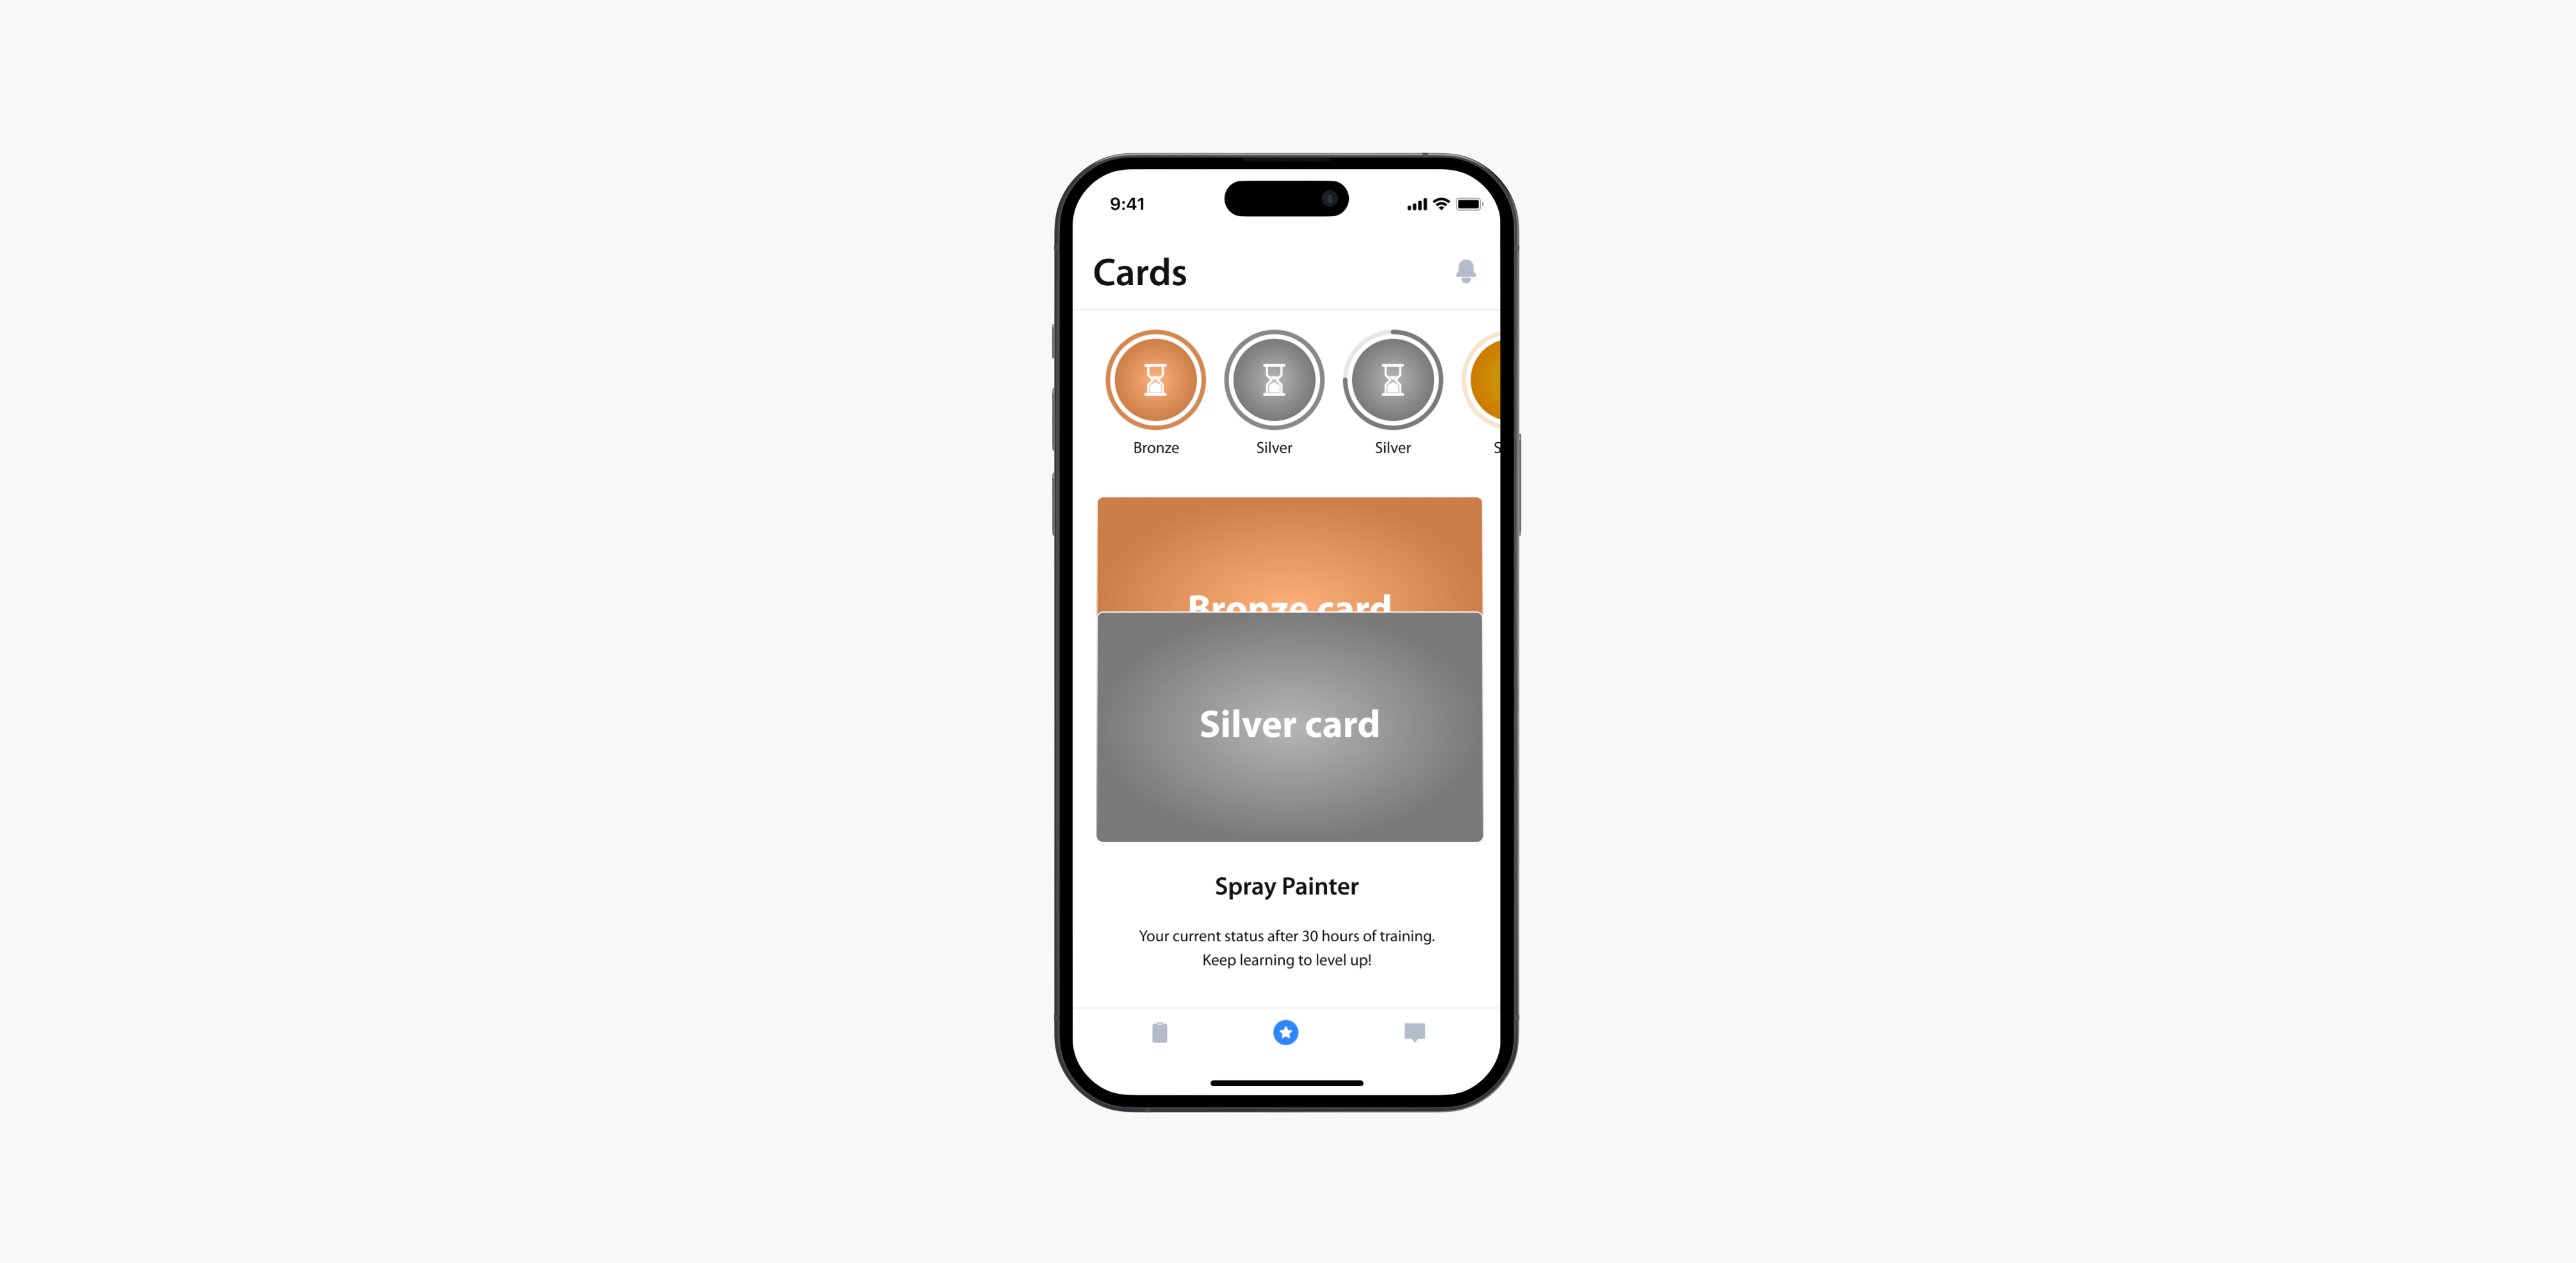 9:41
Cards
Bronze
Silver
Silver
Bronze card
Silver card
Spray Painter
Your current status after 30 hours of training.
Keep learning to level up!